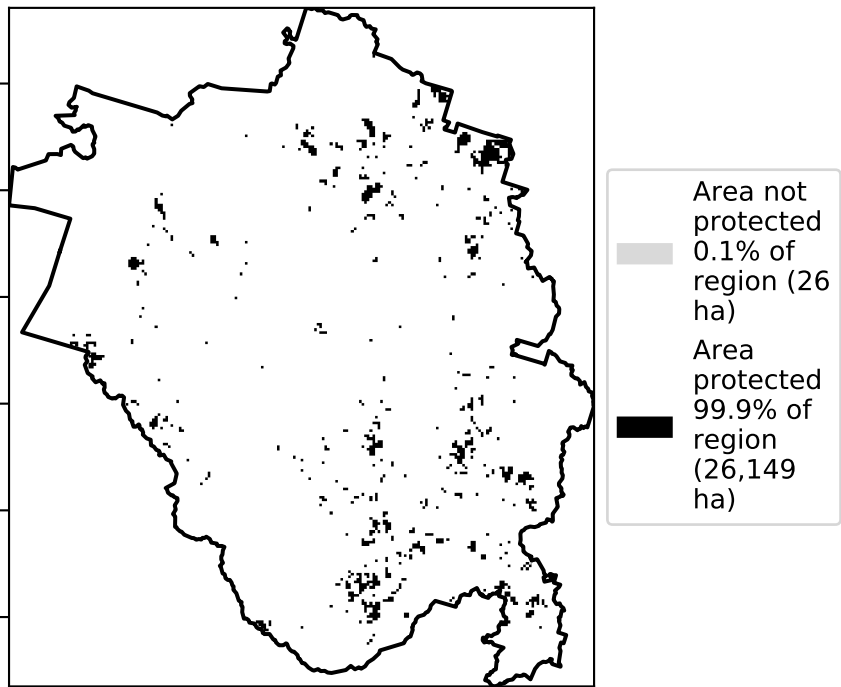 Area not
protected
0.1% of
region (26
ha)
Area
protected
99.9% of
region
(26,149
ha)